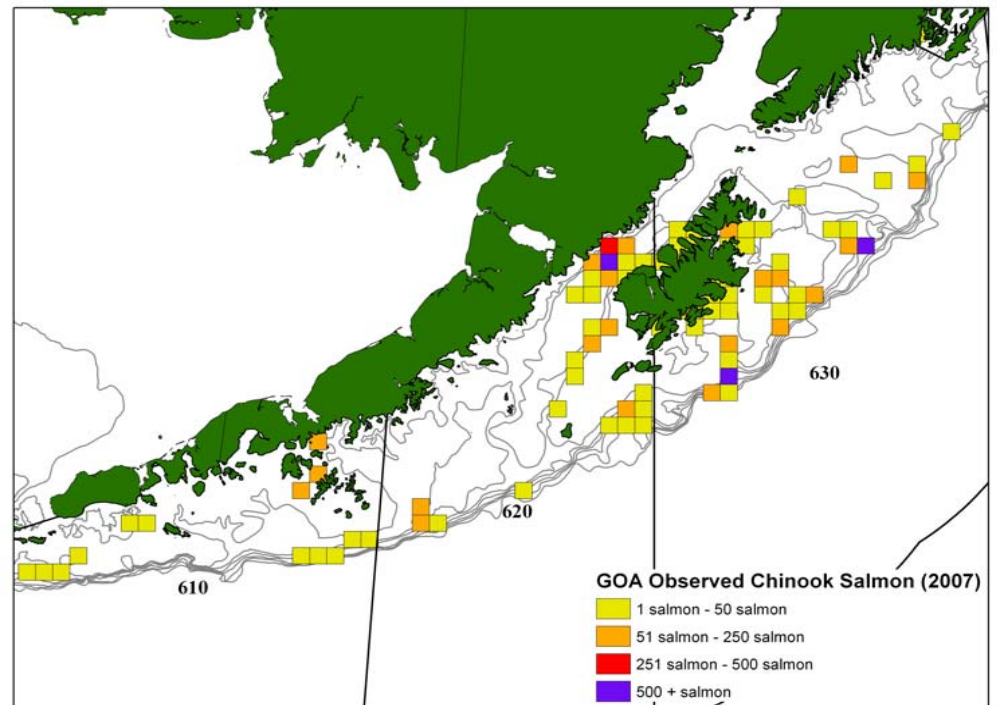 649
630
620
610
GOA Observed Chinook Salmon (2007)
1 salmon - 50 salmon
51 salmon - 250 salmon
251 salmon - 500 salmon
500 + salmon